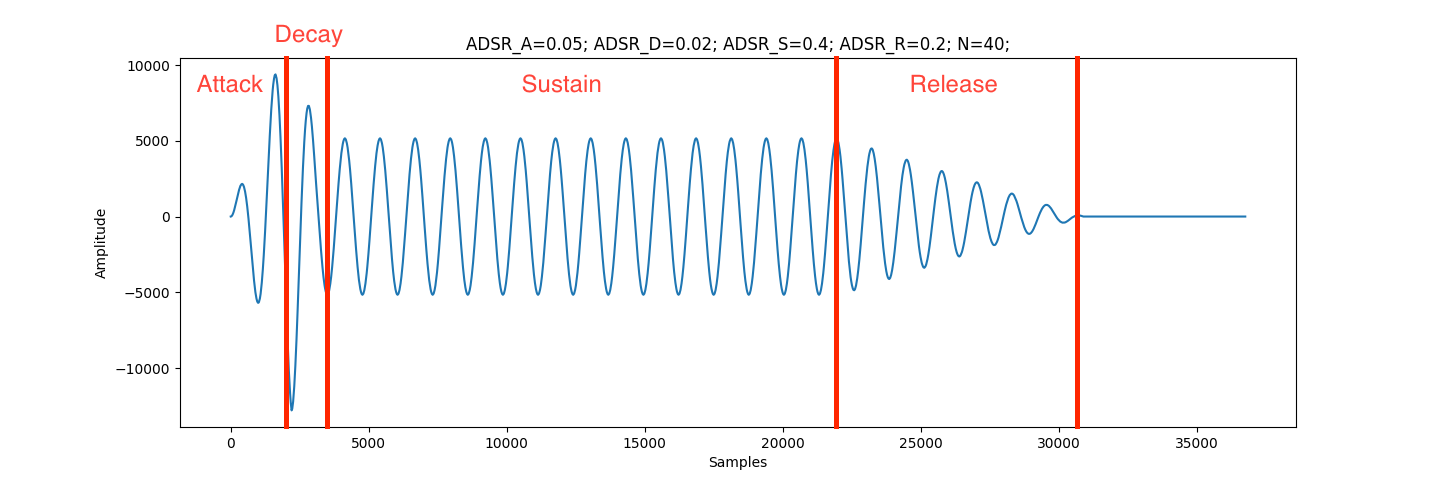 Decay
ADSR_A=0.05; ADSR_D=0.02; ADSR_S=0.4; ADSR_R=0.2; N=40;
Attack
Sustain
Release
10000
5000
0
−5000
−10000
Amplitude
0 5000 10000 15000 20000 25000 30000 35000
Samples